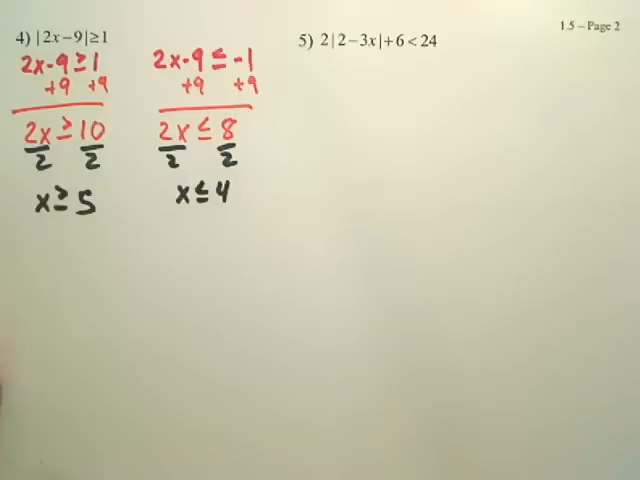 1.5 – Page 2
4) |2x − 9| ≥ 1
2x - 9 ≥ 1
+9 +9
2x ≥ 10
2 2
x ≥ 5
2x - 9 ≤ -1
+9 +9
2x ≤ 8
2 2
x ≤ 4
5) 2|2 − 3x| + 6 < 24